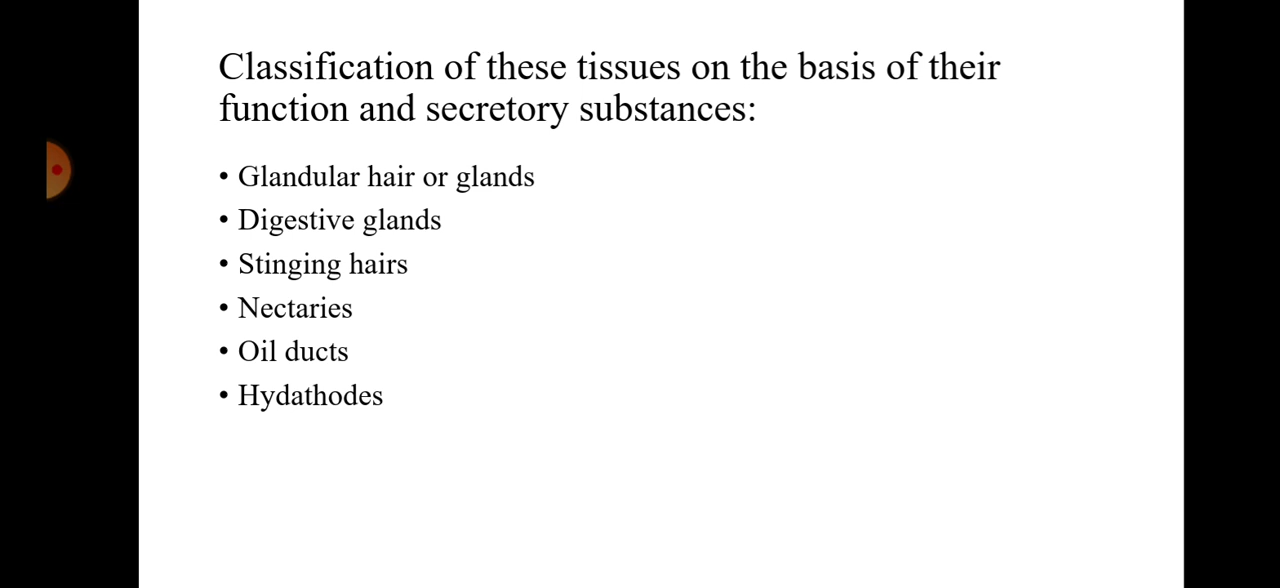 Classification of these tissues on the basis of their
function and secretory substances:
• Glandular hair or glands
• Digestive glands
• Stinging hairs
• Nectaries
• Oil ducts
• Hydathodes